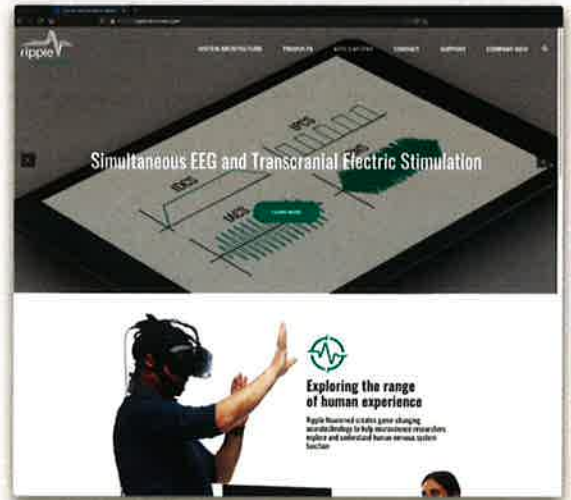 ripple
SYSTEM ARCHITECTURE PRODUCTS APPLICATIONS CONTACT SUPPORT COMPANY INFO
Simultaneous EEG and Transcranial Electric Stimulation
tDCS
tPCS
tACS
LEARN MORE
Exploring the range
of human experience
Ripple Neuromed creates game-changing
neurotechnology to help neuroscience researchers
explore and understand human nervous system
function